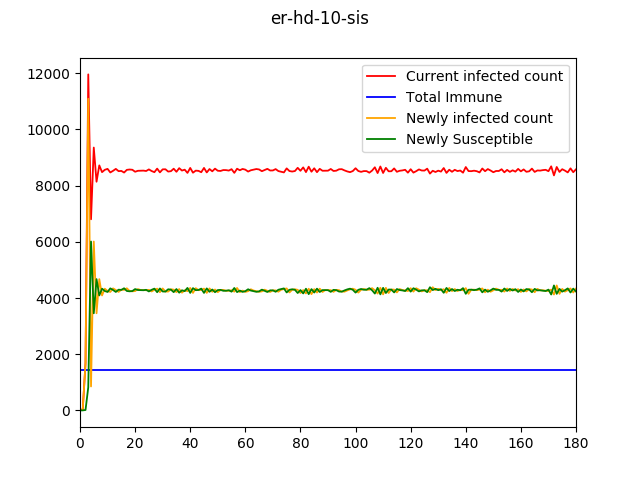 er-hd-10-sis
Current infected count
Total Immune
Newly infected count
Newly Susceptible
12000
10000
8000
6000
4000
2000
0
0 20 40 60 80 100 120 140 160 180